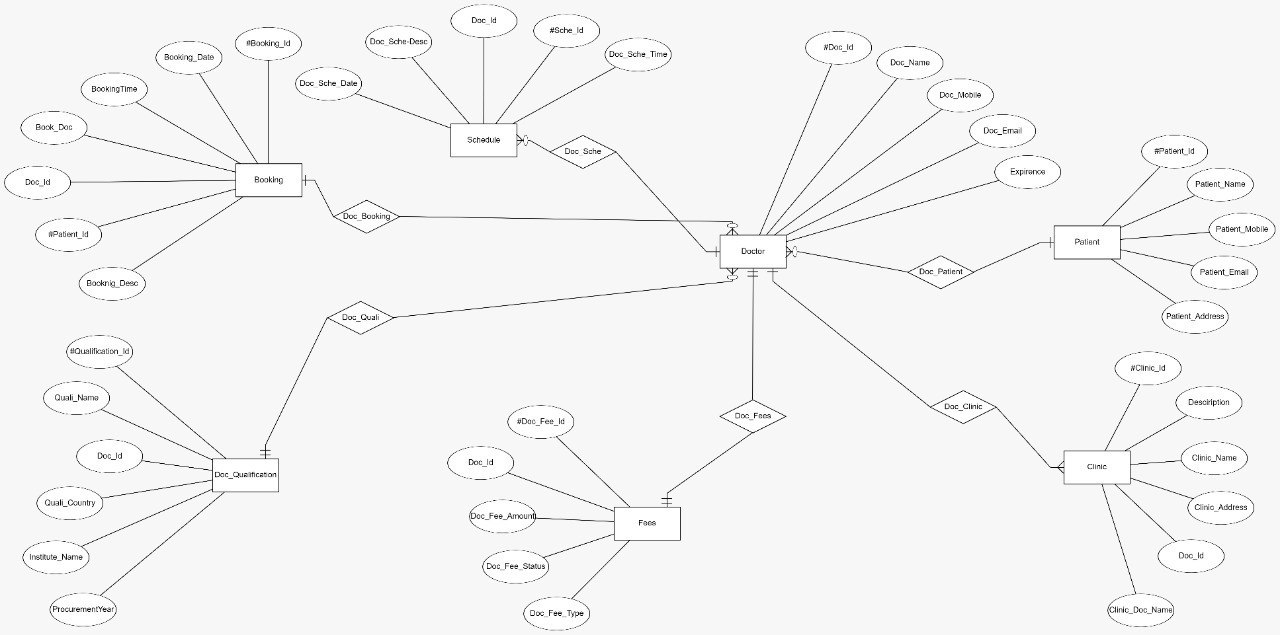 Doc_Id
#Sche_Id
Doc_Sche-Desc
Doc_Sche_Time
Doc_Sche_Date
Schedule
Doc_Sche
#Booking_Id
Booking_Date
BookingTime
Book_Doc
Doc_Id
#Patient_Id
Booknig_Desc
Booking
Doc_Booking
#Doc_Id
Doc_Name
Doc_Mobile
Doc_Email
Expirence
Doctor
Doc_Patient
#Patient_Id
Patient_Name
Patient_Mobile
Patient_Email
Patient_Address
Patient
Doc_Quali
#Qualification_Id
Quali_Name
Doc_Id
Quali_Country
Institute_Name
ProcurementYear
Doc_Qualification
Doc_Fees
#Doc_Fee_Id
Doc_Id
Doc_Fee_Amount
Doc_Fee_Status
Doc_Fee_Type
Fees
Doc_Clinic
#Clinic_Id
Desciription
Clinic_Name
Clinic_Address
Doc_Id
Clinic_Doc_Name
Clinic